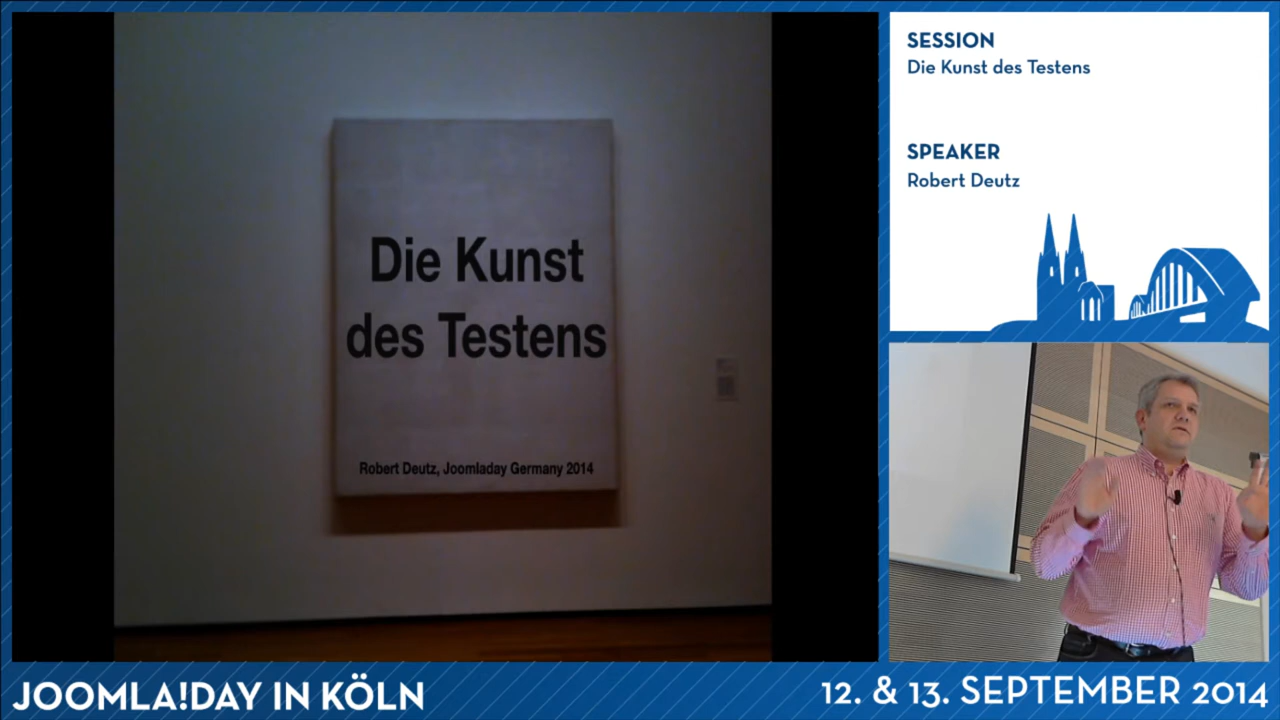 Die Kunst
des Testens
Robert Deutz, Joomladay Germany 2014
SESSION
Die Kunst des Testens
SPEAKER
Robert Deutz
JOOMLA!DAY IN KÖLN
12. & 13. SEPTEMBER 2014